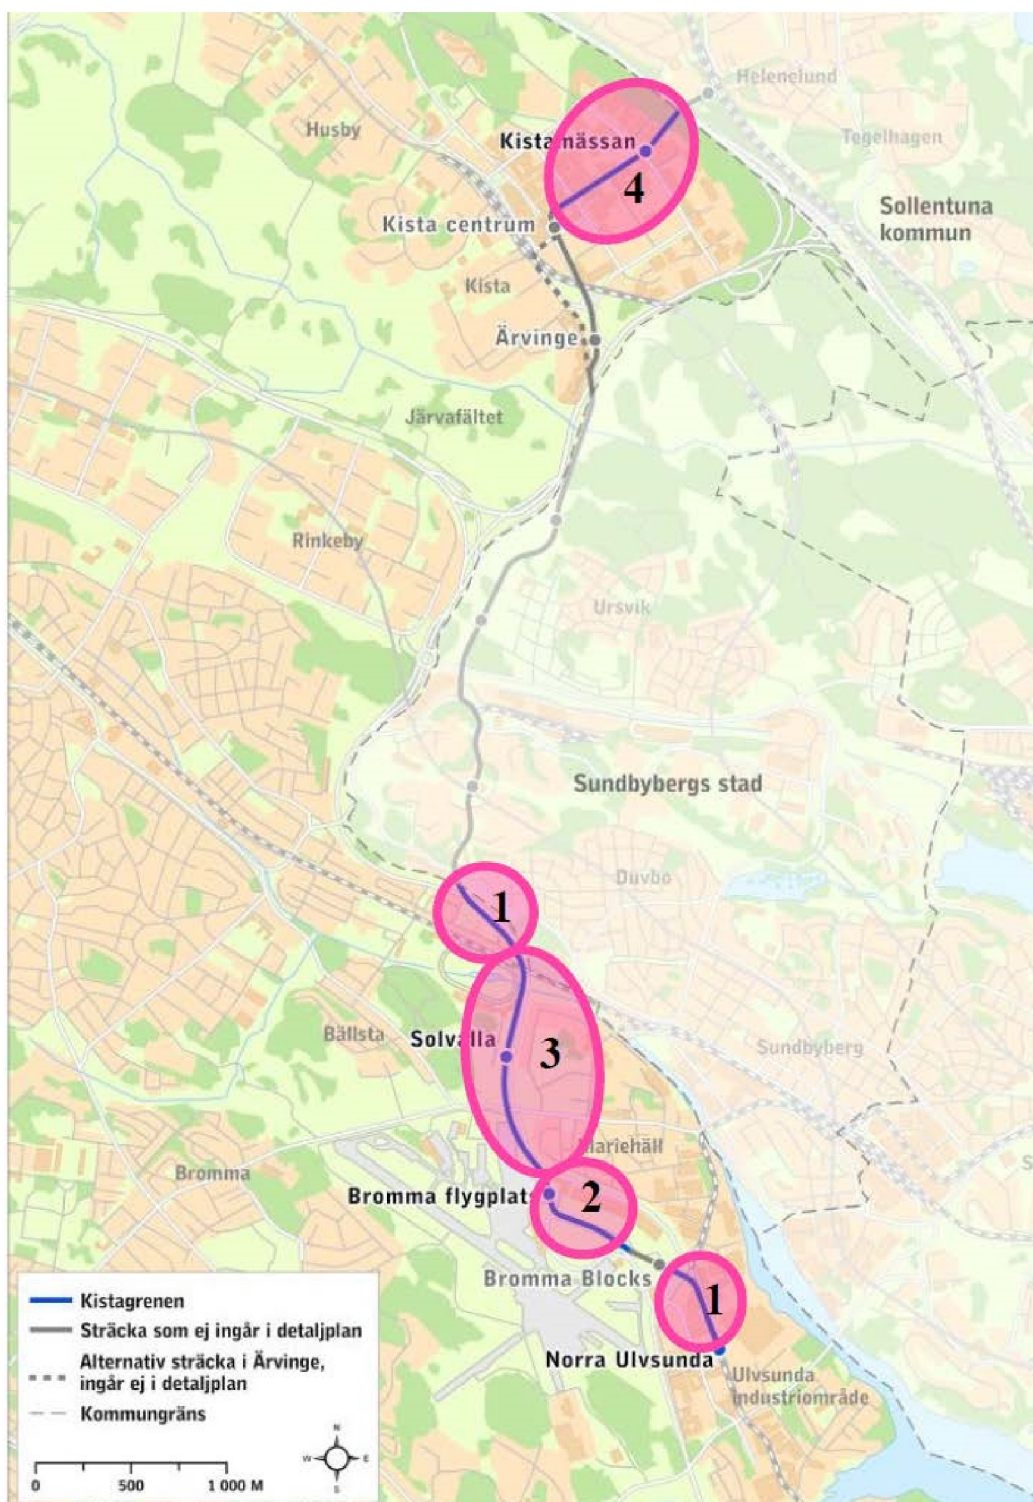 Helenelund
Husby
Tegelhagen
Kistamässan
4
Sollentuna
kommun
Kista centrum
Kista
Ärvinge
Järvafältet
Rinkeby
Ursvik
Sundbybergs stad
Duvbo
1
Bällsta
Solvalla
3
Sundbyberg
Mariehäll
Bromma
Bromma flygplats
2
Bromma Blocks
1
Norra Ulvsunda
Ulvsunda
industriområde
Kistagrenen
Sträcka som ej ingår i detaljplan
Alternativ sträcka i Ärvinge,
ingår ej i detaljplan
Kommungräns
N
W E
S
0 500 1 000 M